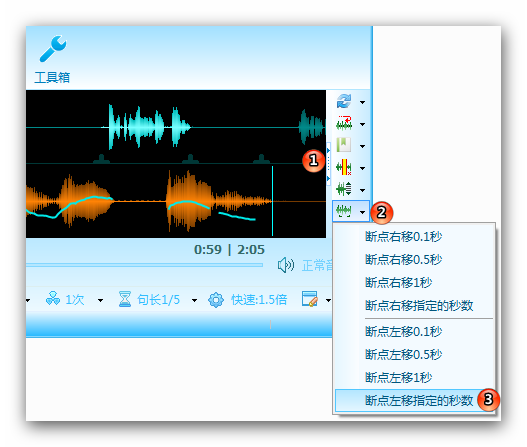 工具箱
1
2
0:59 | 2:05
正常音
1次
句长1/5
快速:1.5倍
断点右移0.1秒
断点右移0.5秒
断点右移1秒
断点右移指定的秒数
断点左移0.1秒
断点左移0.5秒
断点左移1秒
断点左移指定的秒数
3